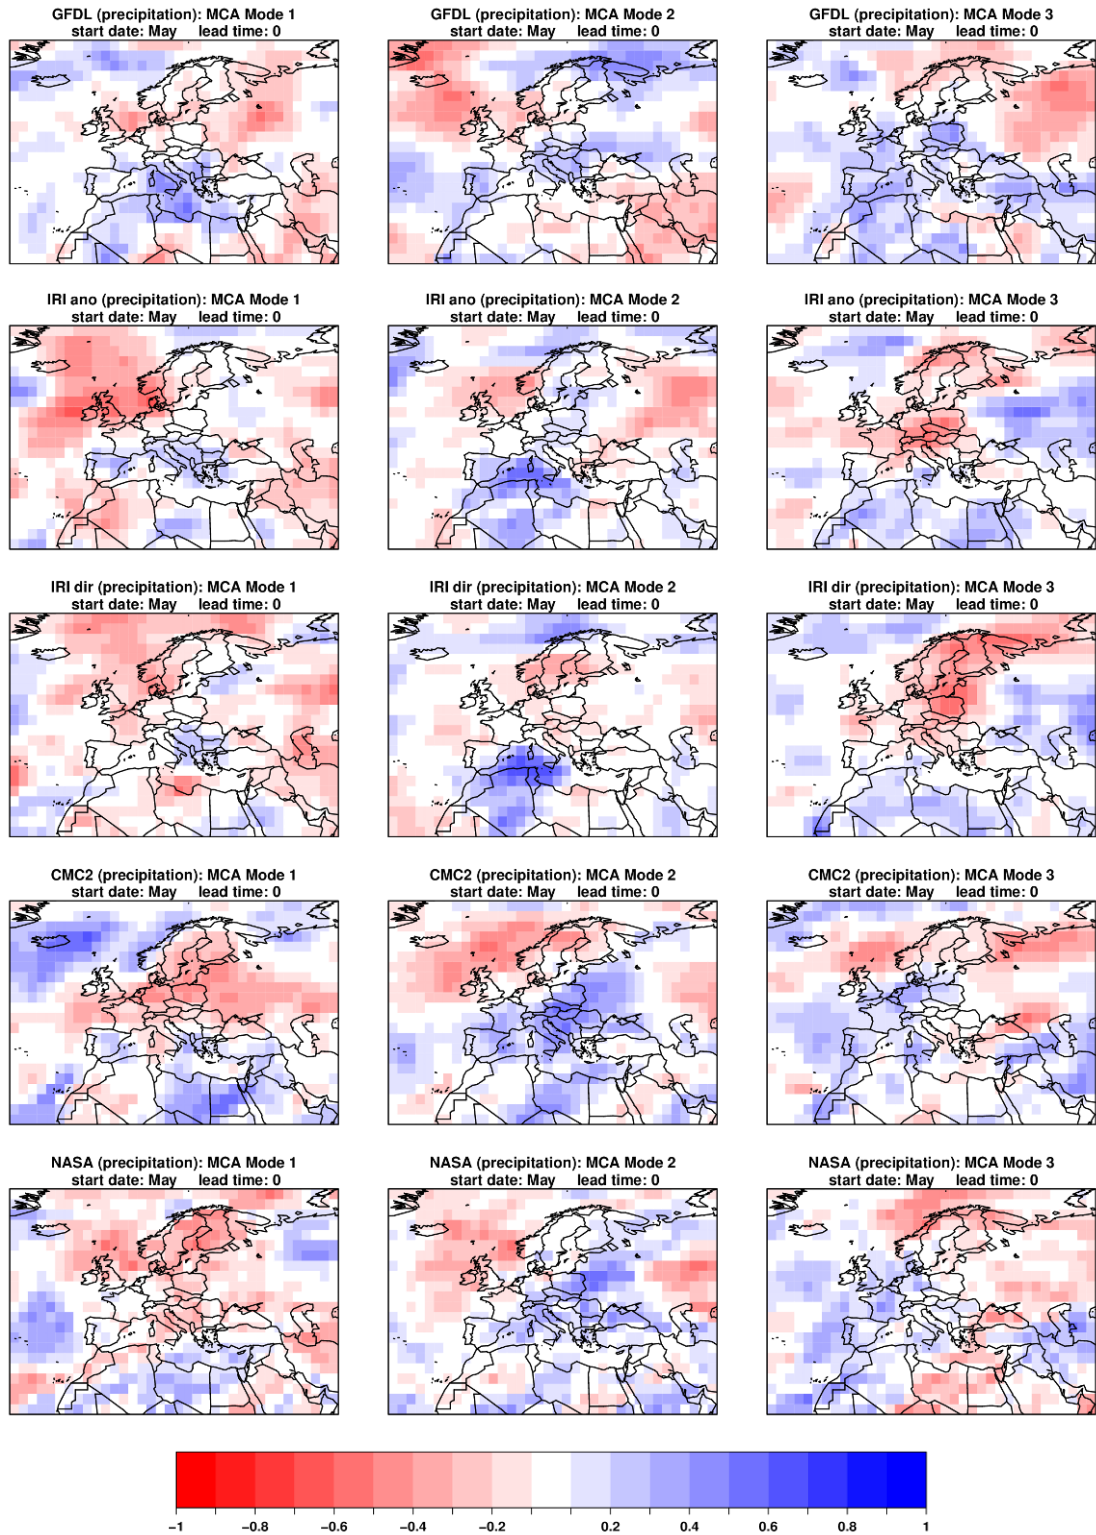 GFDL (precipitation): MCA Mode 1
start date: May lead time: 0
GFDL (precipitation): MCA Mode 2
start date: May lead time: 0
GFDL (precipitation): MCA Mode 3
start date: May lead time: 0
IRI ano (precipitation): MCA Mode 1
start date: May lead time: 0
IRI ano (precipitation): MCA Mode 2
start date: May lead time: 0
IRI ano (precipitation): MCA Mode 3
start date: May lead time: 0
IRI dir (precipitation): MCA Mode 1
start date: May lead time: 0
IRI dir (precipitation): MCA Mode 2
start date: May lead time: 0
IRI dir (precipitation): MCA Mode 3
start date: May lead time: 0
CMC2 (precipitation): MCA Mode 1
start date: May lead time: 0
CMC2 (precipitation): MCA Mode 2
start date: May lead time: 0
CMC2 (precipitation): MCA Mode 3
start date: May lead time: 0
NASA (precipitation): MCA Mode 1
start date: May lead time: 0
NASA (precipitation): MCA Mode 2
start date: May lead time: 0
NASA (precipitation): MCA Mode 3
start date: May lead time: 0
−1 −0.8 −0.6 −0.4 −0.2 0 0.2 0.4 0.6 0.8 1